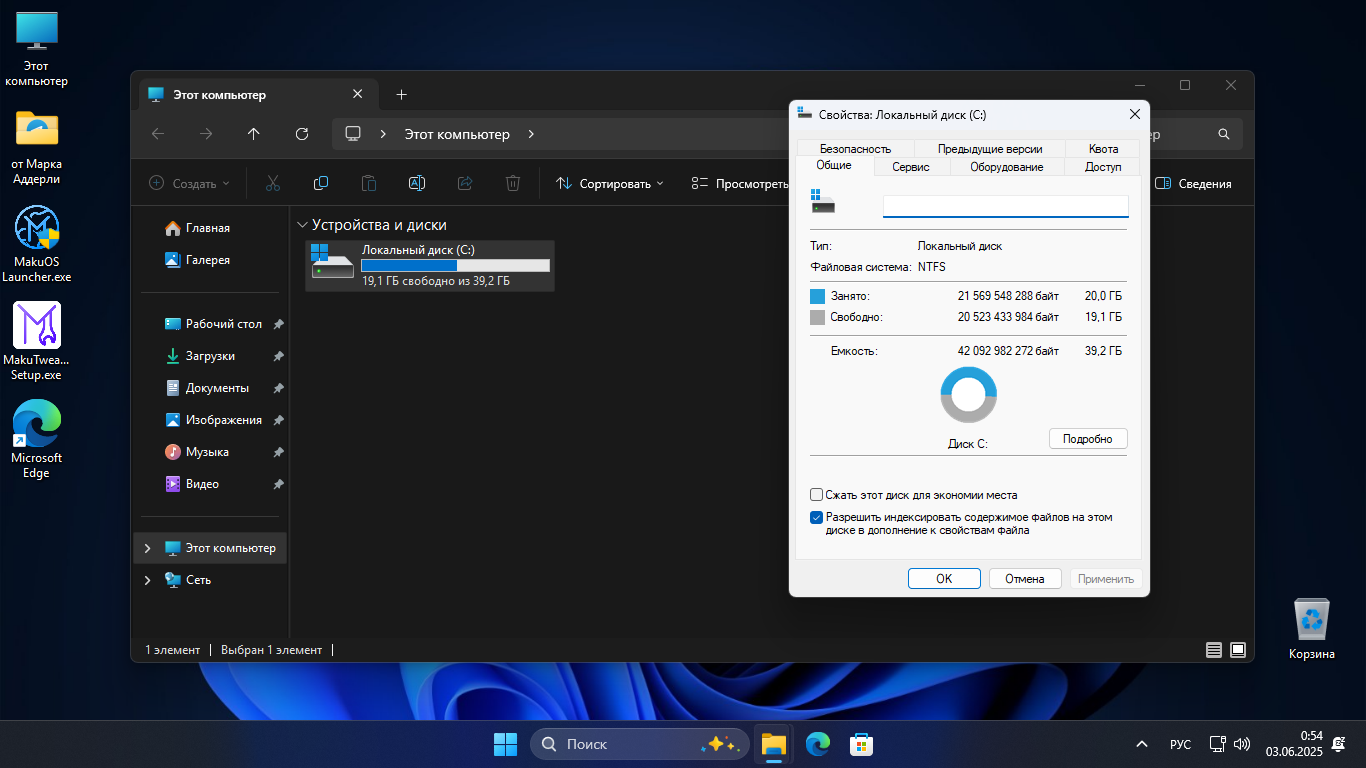 Этот
компьютер
от Марка
Аддерли
MakuOS
Launcher.exe
MakuTwea...
Setup.exe
Microsoft
Edge
Этот компьютер
Этот компьютер
ер
Создать
Сортировать
Просмотреть
Сведения
Главная
Галерея
Рабочий стол
Загрузки
Документы
Изображения
Музыка
Видео
Этот компьютер
Сеть
Устройства и диски
Локальный диск (C:)
19,1 ГБ свободно из 39,2 ГБ
1 элемент
Выбран 1 элемент
Свойства: Локальный диск (C:)
Безопасность Предыдущие версии Квота
Общие Сервис Оборудование Доступ
Тип: Локальный диск
Файловая система: NTFS
Занято: 21 569 548 288 байт 20,0 ГБ
Свободно: 20 523 433 984 байт 19,1 ГБ
Емкость: 42 092 982 272 байт 39,2 ГБ
Диск C:
Подробно
Сжать этот диск для экономии места
Разрешить индексировать содержимое файлов на этом
диске в дополнение к свойствам файла
OK Отмена Применить
Корзина
Поиск
РУС
0:54
03.06.2025